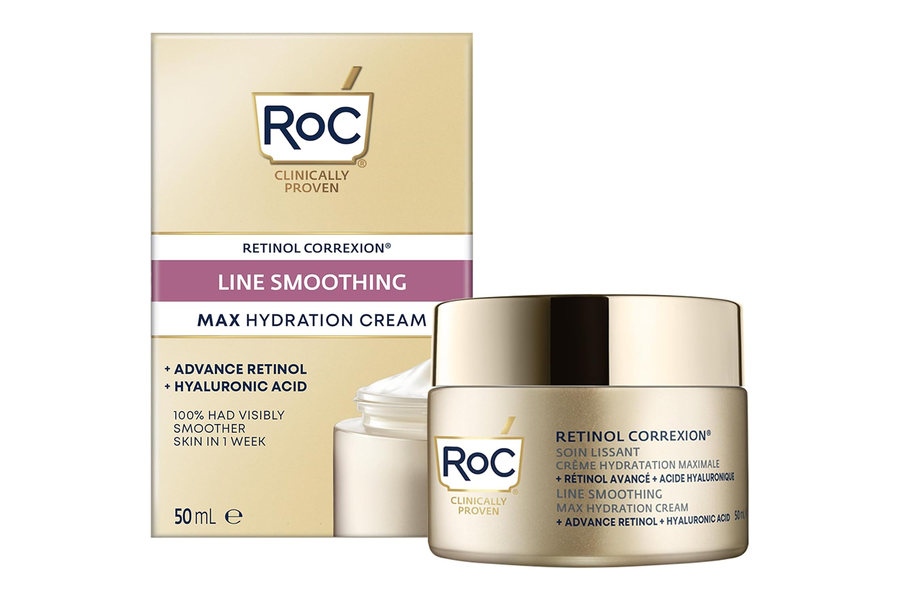 RoC
®
CLINICALLY
PROVEN
RETINOL CORREXION®
LINE SMOOTHING
MAX HYDRATION CREAM
+ ADVANCE RETINOL
+ HYALURONIC ACID
100% HAD VISIBLY
SMOOTHER
SKIN IN 1 WEEK
50 mL ℮
RoC
®
CLINICALLY
PROVEN
RETINOL CORREXION®
SOIN LISSANT
CRÈME HYDRATATION MAXIMALE
+ RÉTINOL AVANCÉ + ACIDE HYALURONIQUE
LINE SMOOTHING
MAX HYDRATION CREAM
+ ADVANCE RETINOL + HYALURONIC ACID 50 mL